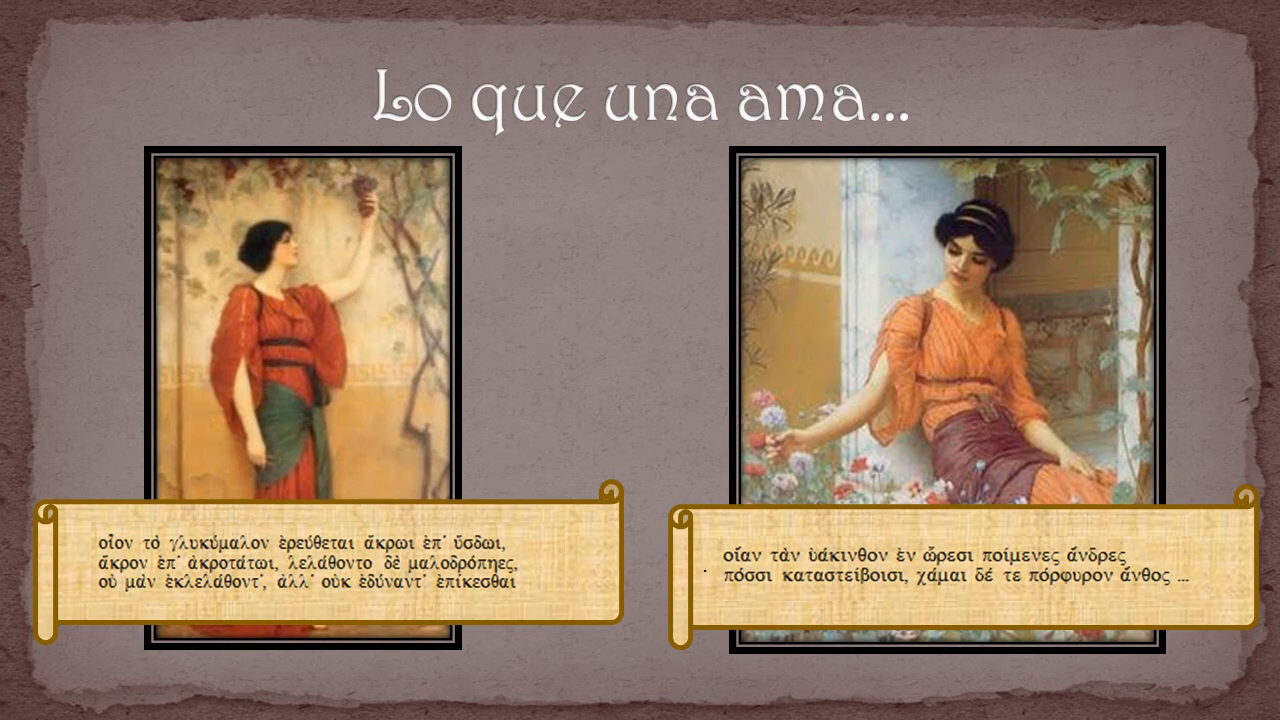 Lo que una ama...
οἶον τὸ γλυκύμαλον ἐρεύθεται ἄκρωι ἐπ' ὔσδωι,
ἄκρον ἐπ' ἀκροτάτωι, λελάθοντο δὲ μαλοδρόπηες,
οὐ μὰν ἐκλελάθοντ', ἀλλ' οὐκ ἐδύναντ' ἐπίκεσθαι
οἴαν τὰν ὐάκινθον ἐν ὤρεσι ποίμενες ἄνδρες
. πόσσι καταστείβοισι, χάμαι δέ τε πόρφυρον ἄνθος ...